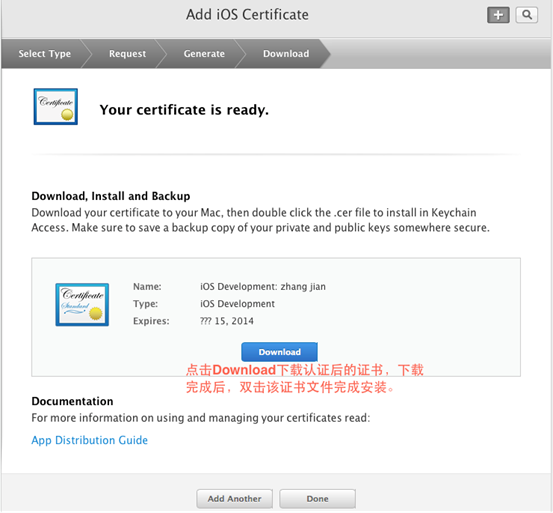 Add iOS Certificate
Select Type
Request
Generate
Download
Certificate
Your certificate is ready.
Download, Install and Backup
Download your certificate to your Mac, then double click the .cer file to install in Keychain
Access. Make sure to save a backup copy of your private and public keys somewhere secure.
Certificate
Standard
Name: iOS Development: zhang jian
Type: iOS Development
Expires: ??? 15, 2014
Download
点击Download下载认证后的证书，下载
完成后，双击该证书文件完成安装。
Documentation
For more information on using and managing your certificates read:
App Distribution Guide
Add Another
Done